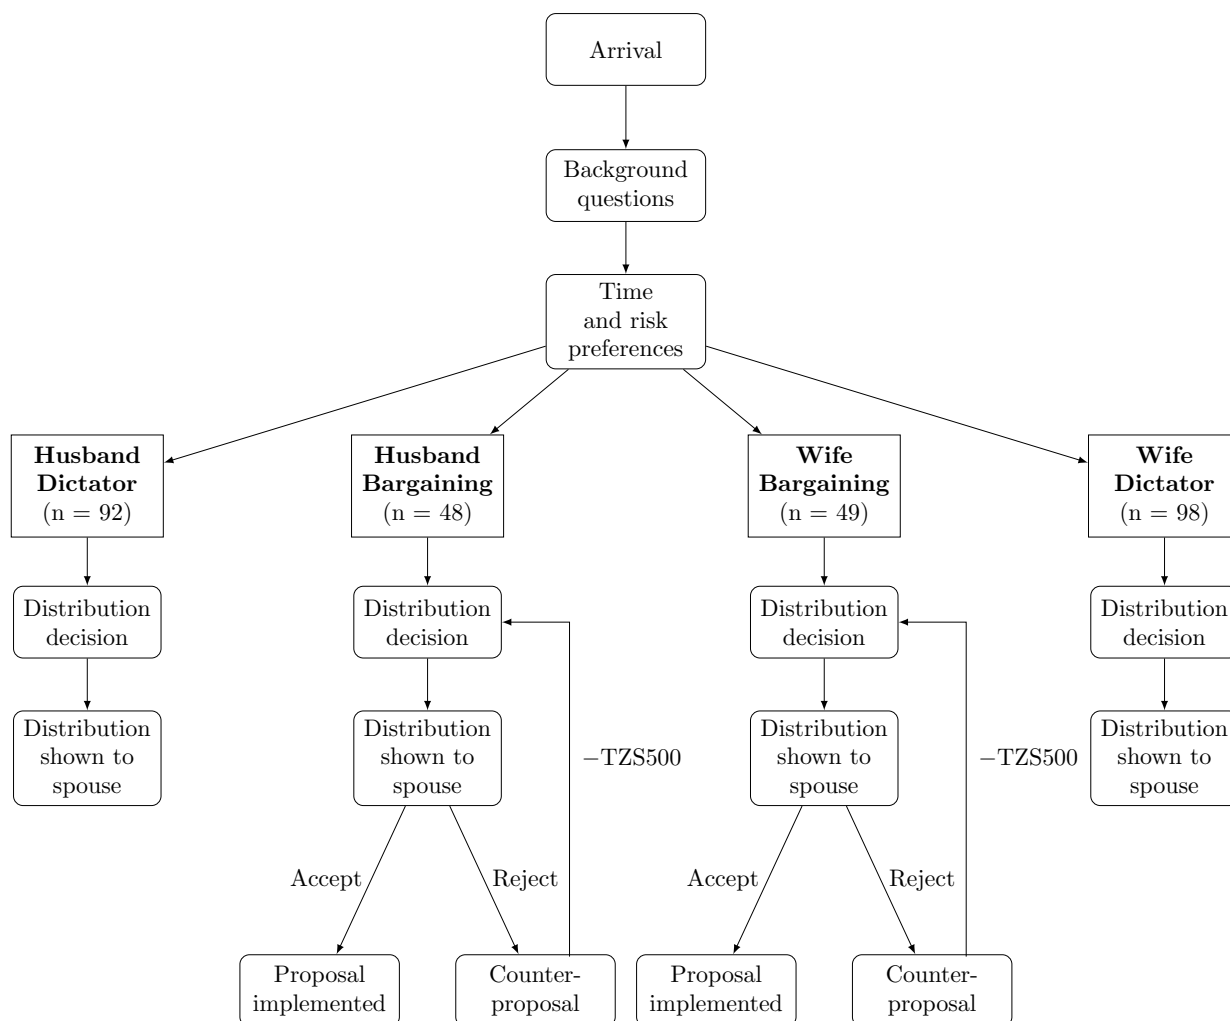 Arrival
Background
questions
Time
and risk
preferences
Husband
Dictator
(n = 92)
Husband
Bargaining
(n = 48)
Wife
Bargaining
(n = 49)
Wife
Dictator
(n = 98)
Distribution
decision
Distribution
decision
Distribution
decision
Distribution
decision
Distribution
shown to
spouse
Distribution
shown to
spouse
−TZS500
Distribution
shown to
spouse
−TZS500
Distribution
shown to
spouse
Accept
Reject
Accept
Reject
Proposal
implemented
Counter-
proposal
Proposal
implemented
Counter-
proposal